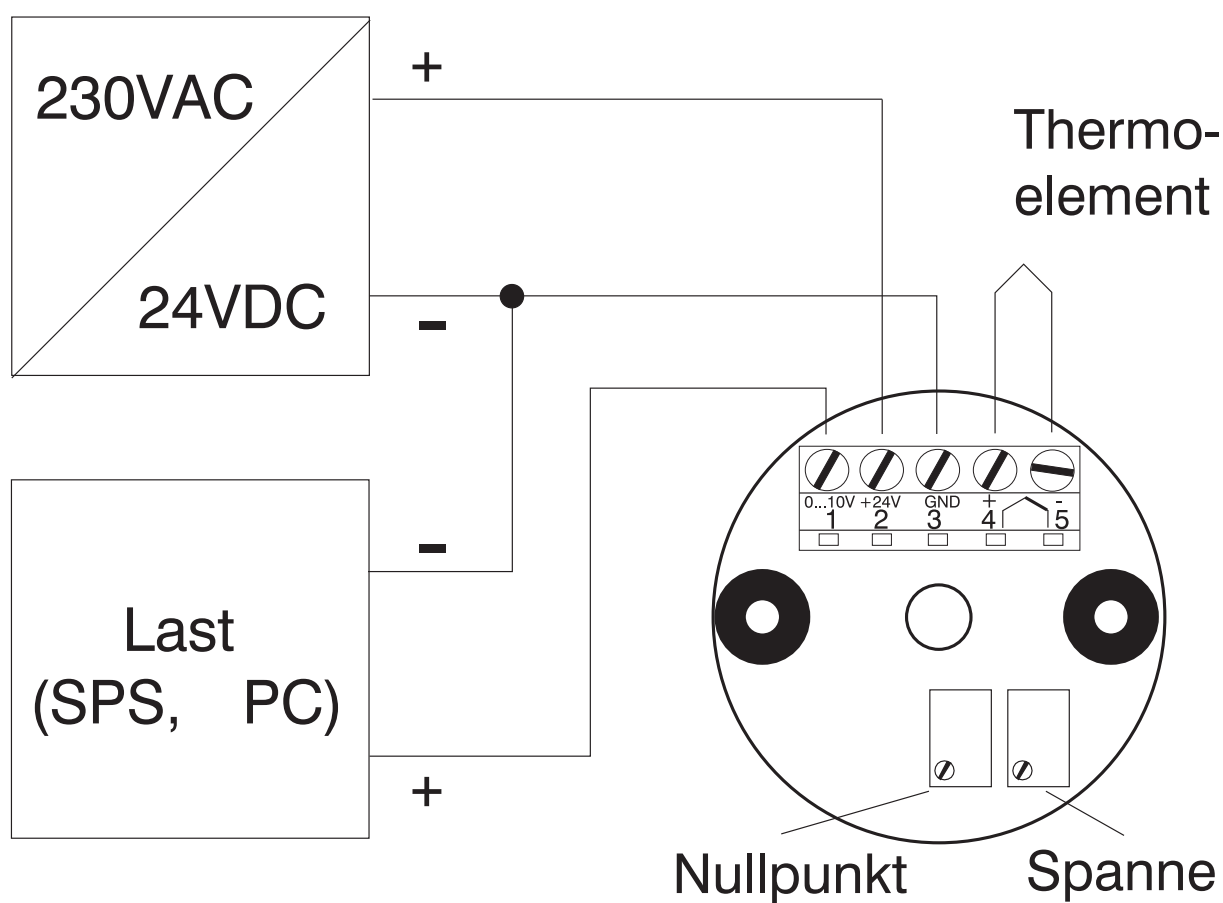 230VAC
+
24VDC
-
Thermo-
element
0...10V +24V GND + -
1 2 3 4 5
-
Last
(SPS, PC)
+
Nullpunkt
Spanne